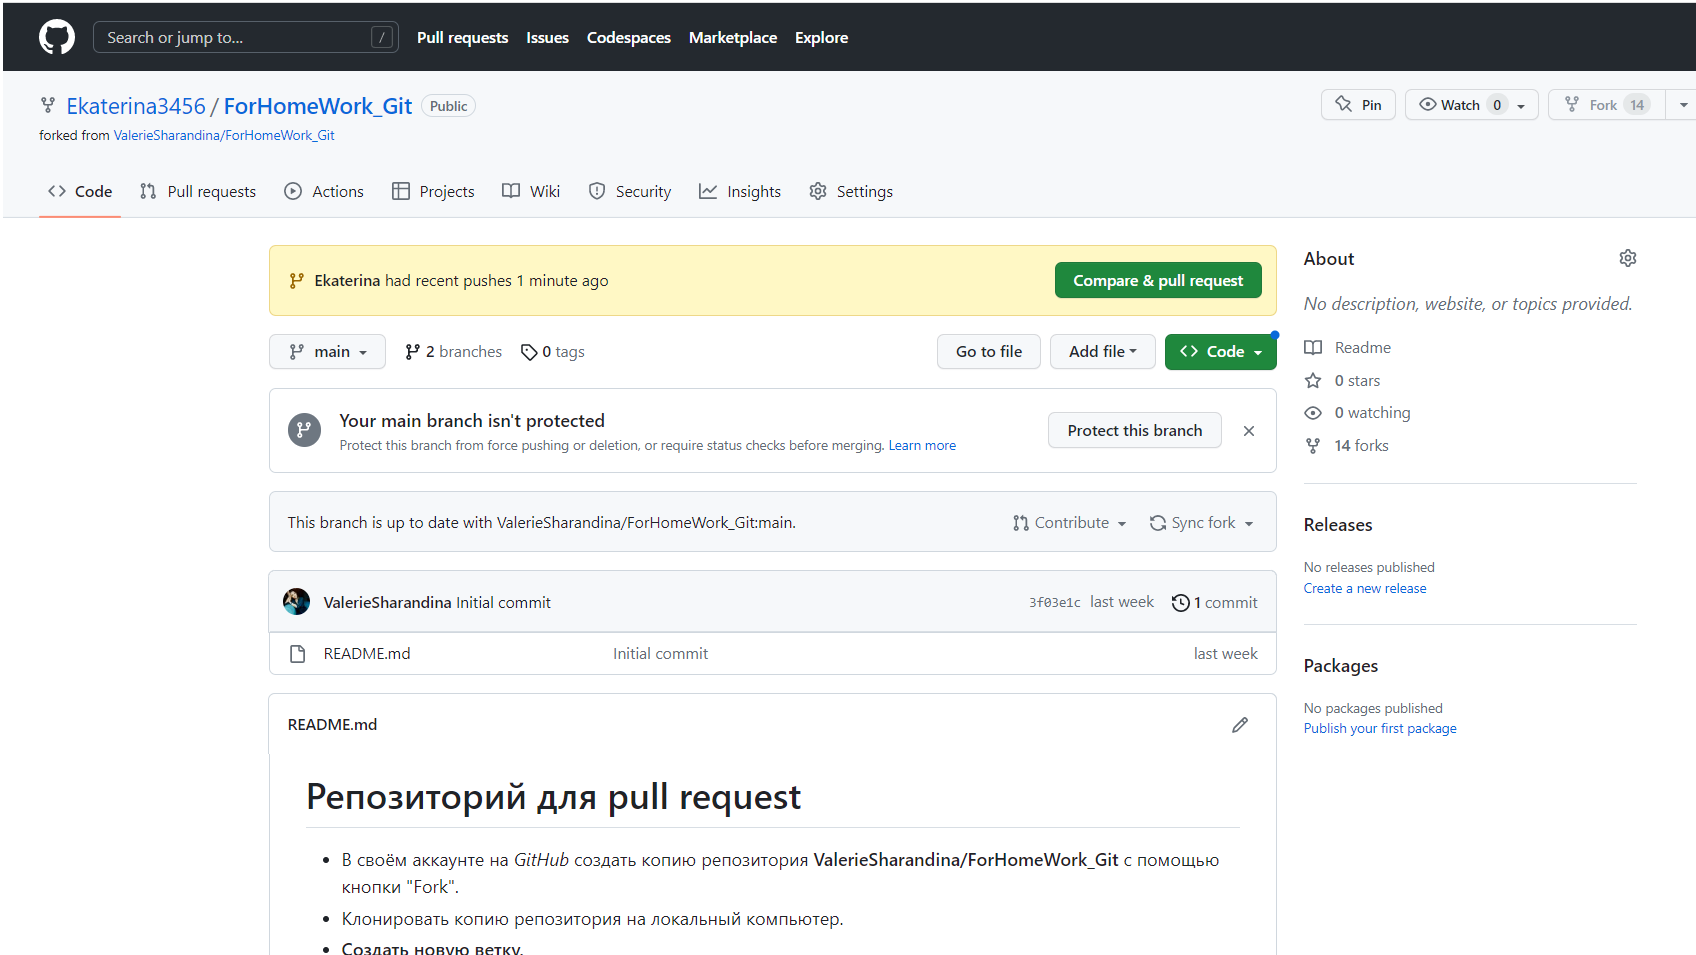 Search or jump to... / Pull requests Issues Codespaces Marketplace Explore
Ekaterina3456 / ForHomeWork_Git Public Pin Watch 0 Fork 14
forked from ValerieSharandina/ForHomeWork_Git
Code Pull requests Actions Projects Wiki Security Insights Settings
Ekaterina had recent pushes 1 minute ago Compare & pull request
main 2 branches 0 tags Go to file Add file Code
Your main branch isn't protected
Protect this branch from force pushing or deletion, or require status checks before merging. Learn more
Protect this branch
This branch is up to date with ValerieSharandina/ForHomeWork_Git:main. Contribute Sync fork
ValerieSharandina Initial commit 3f03e1c last week 1 commit
README.md Initial commit last week
README.md
Репозиторий для pull request
В своём аккаунте на GitHub создать копию репозитория ValerieSharandina/ForHomeWork_Git с помощью
кнопки "Fork".
Клонировать копию репозитория на локальный компьютер.
Создать новую ветку.
About
No description, website, or topics provided.
Readme
0 stars
0 watching
14 forks
Releases
No releases published
Create a new release
Packages
No packages published
Publish your first package